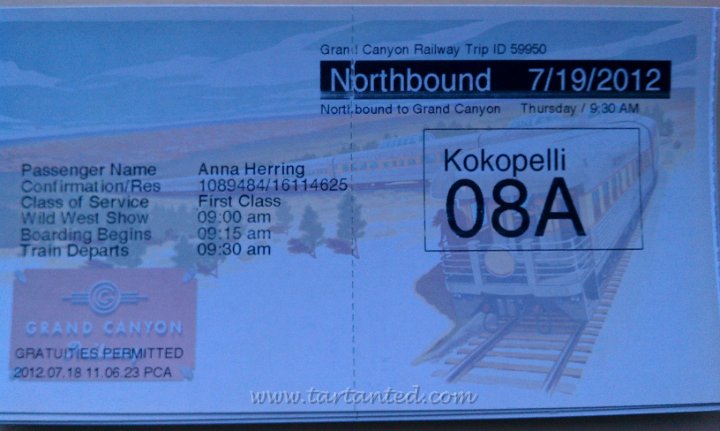 Grand Canyon Railway Trip ID 59950
Northbound 7/19/2012
Northbound to Grand Canyon Thursday / 9:30 AM
Kokopelli
08A
Passenger Name Anna Herring
Confirmation/Res 1089484/16114625
Class of Service First Class
Wild West Show 09:00 am
Boarding Begins 09:15 am
Train Departs 09:30 am
GRAND CANYON
Railway
GRATUITIES PERMITTED
2012.07.18 11.06.23 PCA
www.tartanted.com